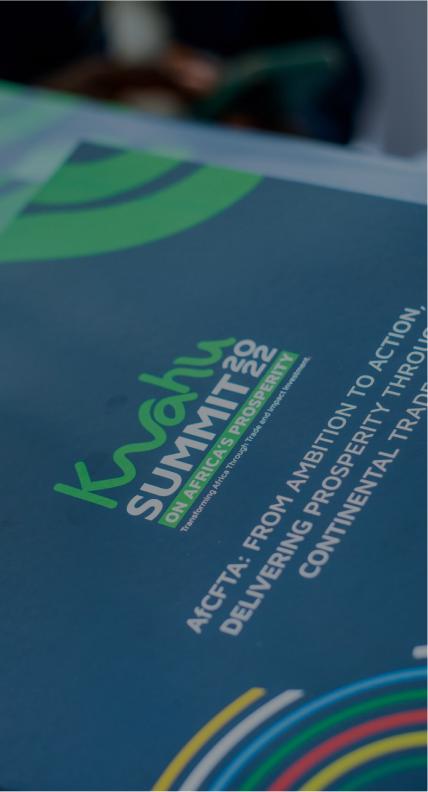 Kwahu
SUMMIT 2022
ON AFRICA'S PROSPERITY
Transforming Africa Through Trade and Impact Investment.
AfCFTA: FROM AMBITION TO ACTION,
DELIVERING PROSPERITY THROUG
CONTINENTAL TRADE